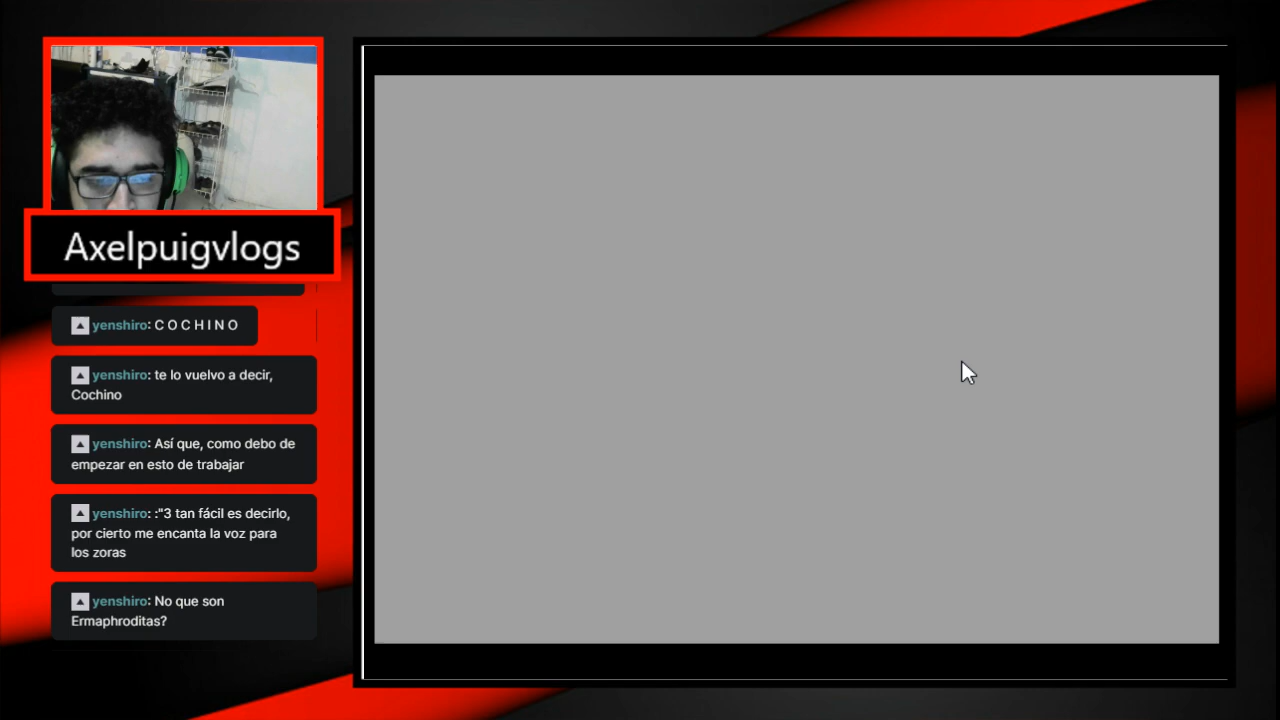 Axelpuigvlogs
yenshiro: C O C H I N O
yenshiro: te lo vuelvo a decir,
Cochino
yenshiro: Así que, como debo de
empezar en esto de trabajar
yenshiro: :"3 tan fácil es decirlo,
por cierto me encanta la voz para
los zoras
yenshiro: No que son
Ermaphroditas?